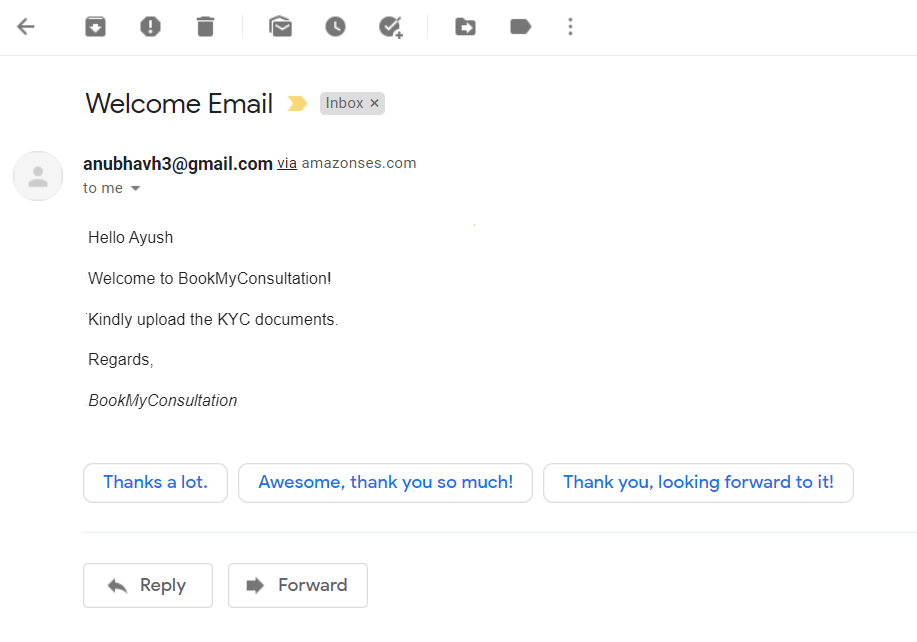 Welcome Email Inbox ×
anubhavh3@gmail.com via amazonses.com
to me
Hello Ayush
Welcome to BookMyConsultation!
Kindly upload the KYC documents.
Regards,
BookMyConsultation
Thanks a lot. Awesome, thank you so much! Thank you, looking forward to it!
Reply Forward